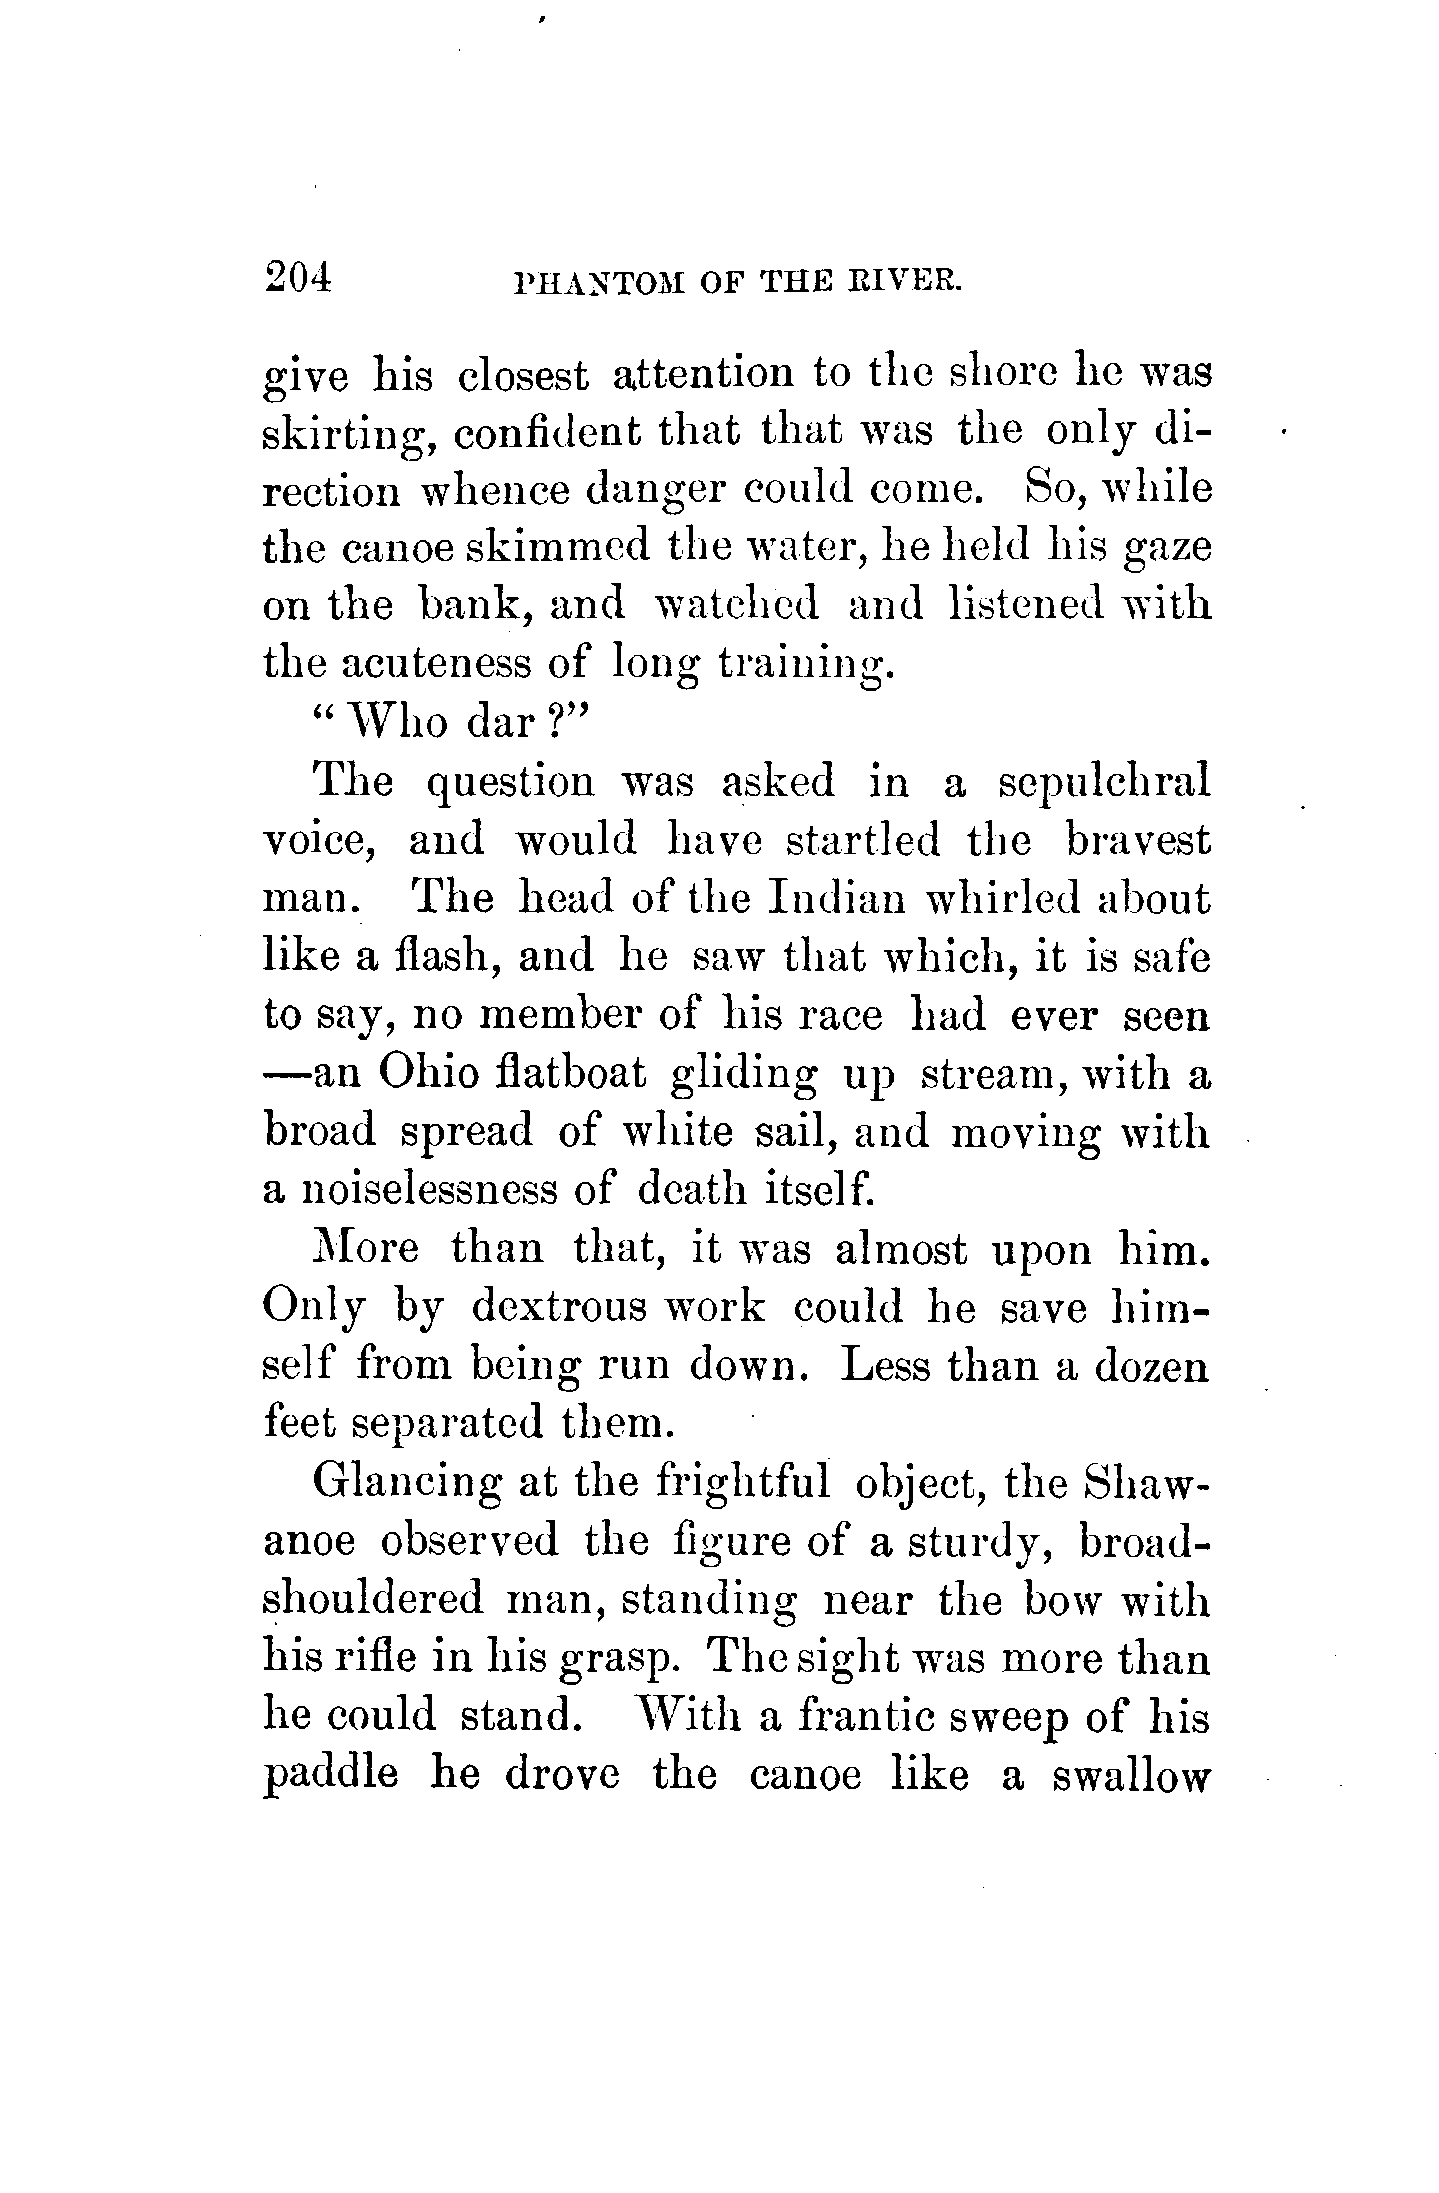 204 PHANTOM OF THE RIVER.
give his closest attention to the shore he was
skirting, confident that that was the only di-
rection whence danger could come. So, while
the canoe skimmed the water, he held his gaze
on the bank, and watched and listened with
the acuteness of long training.
“ Who dar ?”
The question was asked in a sepulchral
voice, and would have startled the bravest
man. The head of the Indian whirled about
like a flash, and he saw that which, it is safe
to say, no member of his race had ever seen
—an Ohio flatboat gliding up stream, with a
broad spread of white sail, and moving with
a noiselessness of death itself.
More than that, it was almost upon him.
Only by dextrous work could he save him-
self from being run down. Less than a dozen
feet separated them.
Glancing at the frightful object, the Shaw-
anoe observed the figure of a sturdy, broad-
shouldered man, standing near the bow with
his rifle in his grasp. The sight was more than
he could stand. With a frantic sweep of his
paddle he drove the canoe like a swallow